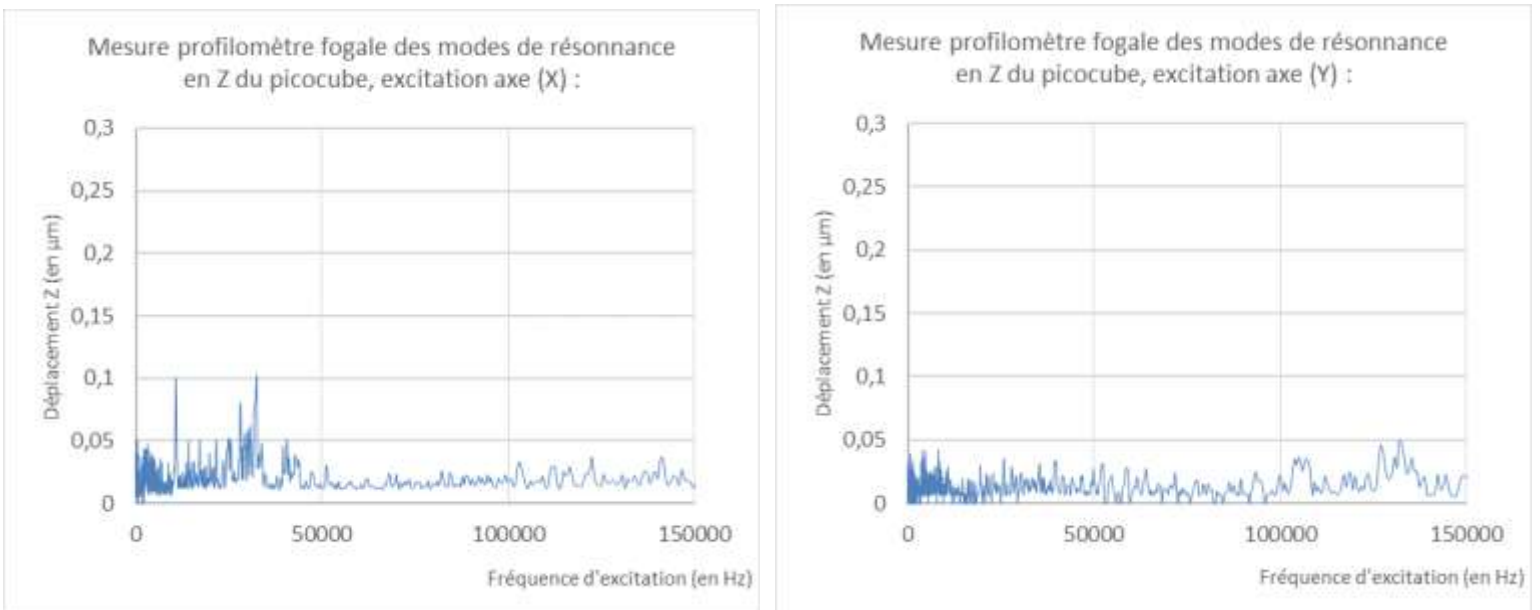 Mesure profilomètre fogale des modes de résonnance
en Z du picocube, excitation axe (X) :
Déplacement Z (en µm)
0,3
0,25
0,2
0,15
0,1
0,05
0
0
50000
100000
150000
Fréquence d'excitation (en Hz)
Mesure profilomètre fogale des modes de résonnance
en Z du picocube, excitation axe (Y) :
Déplacement Z (en µm)
0,3
0,25
0,2
0,15
0,1
0,05
0
0
50000
100000
150000
Fréquence d'excitation (en Hz)